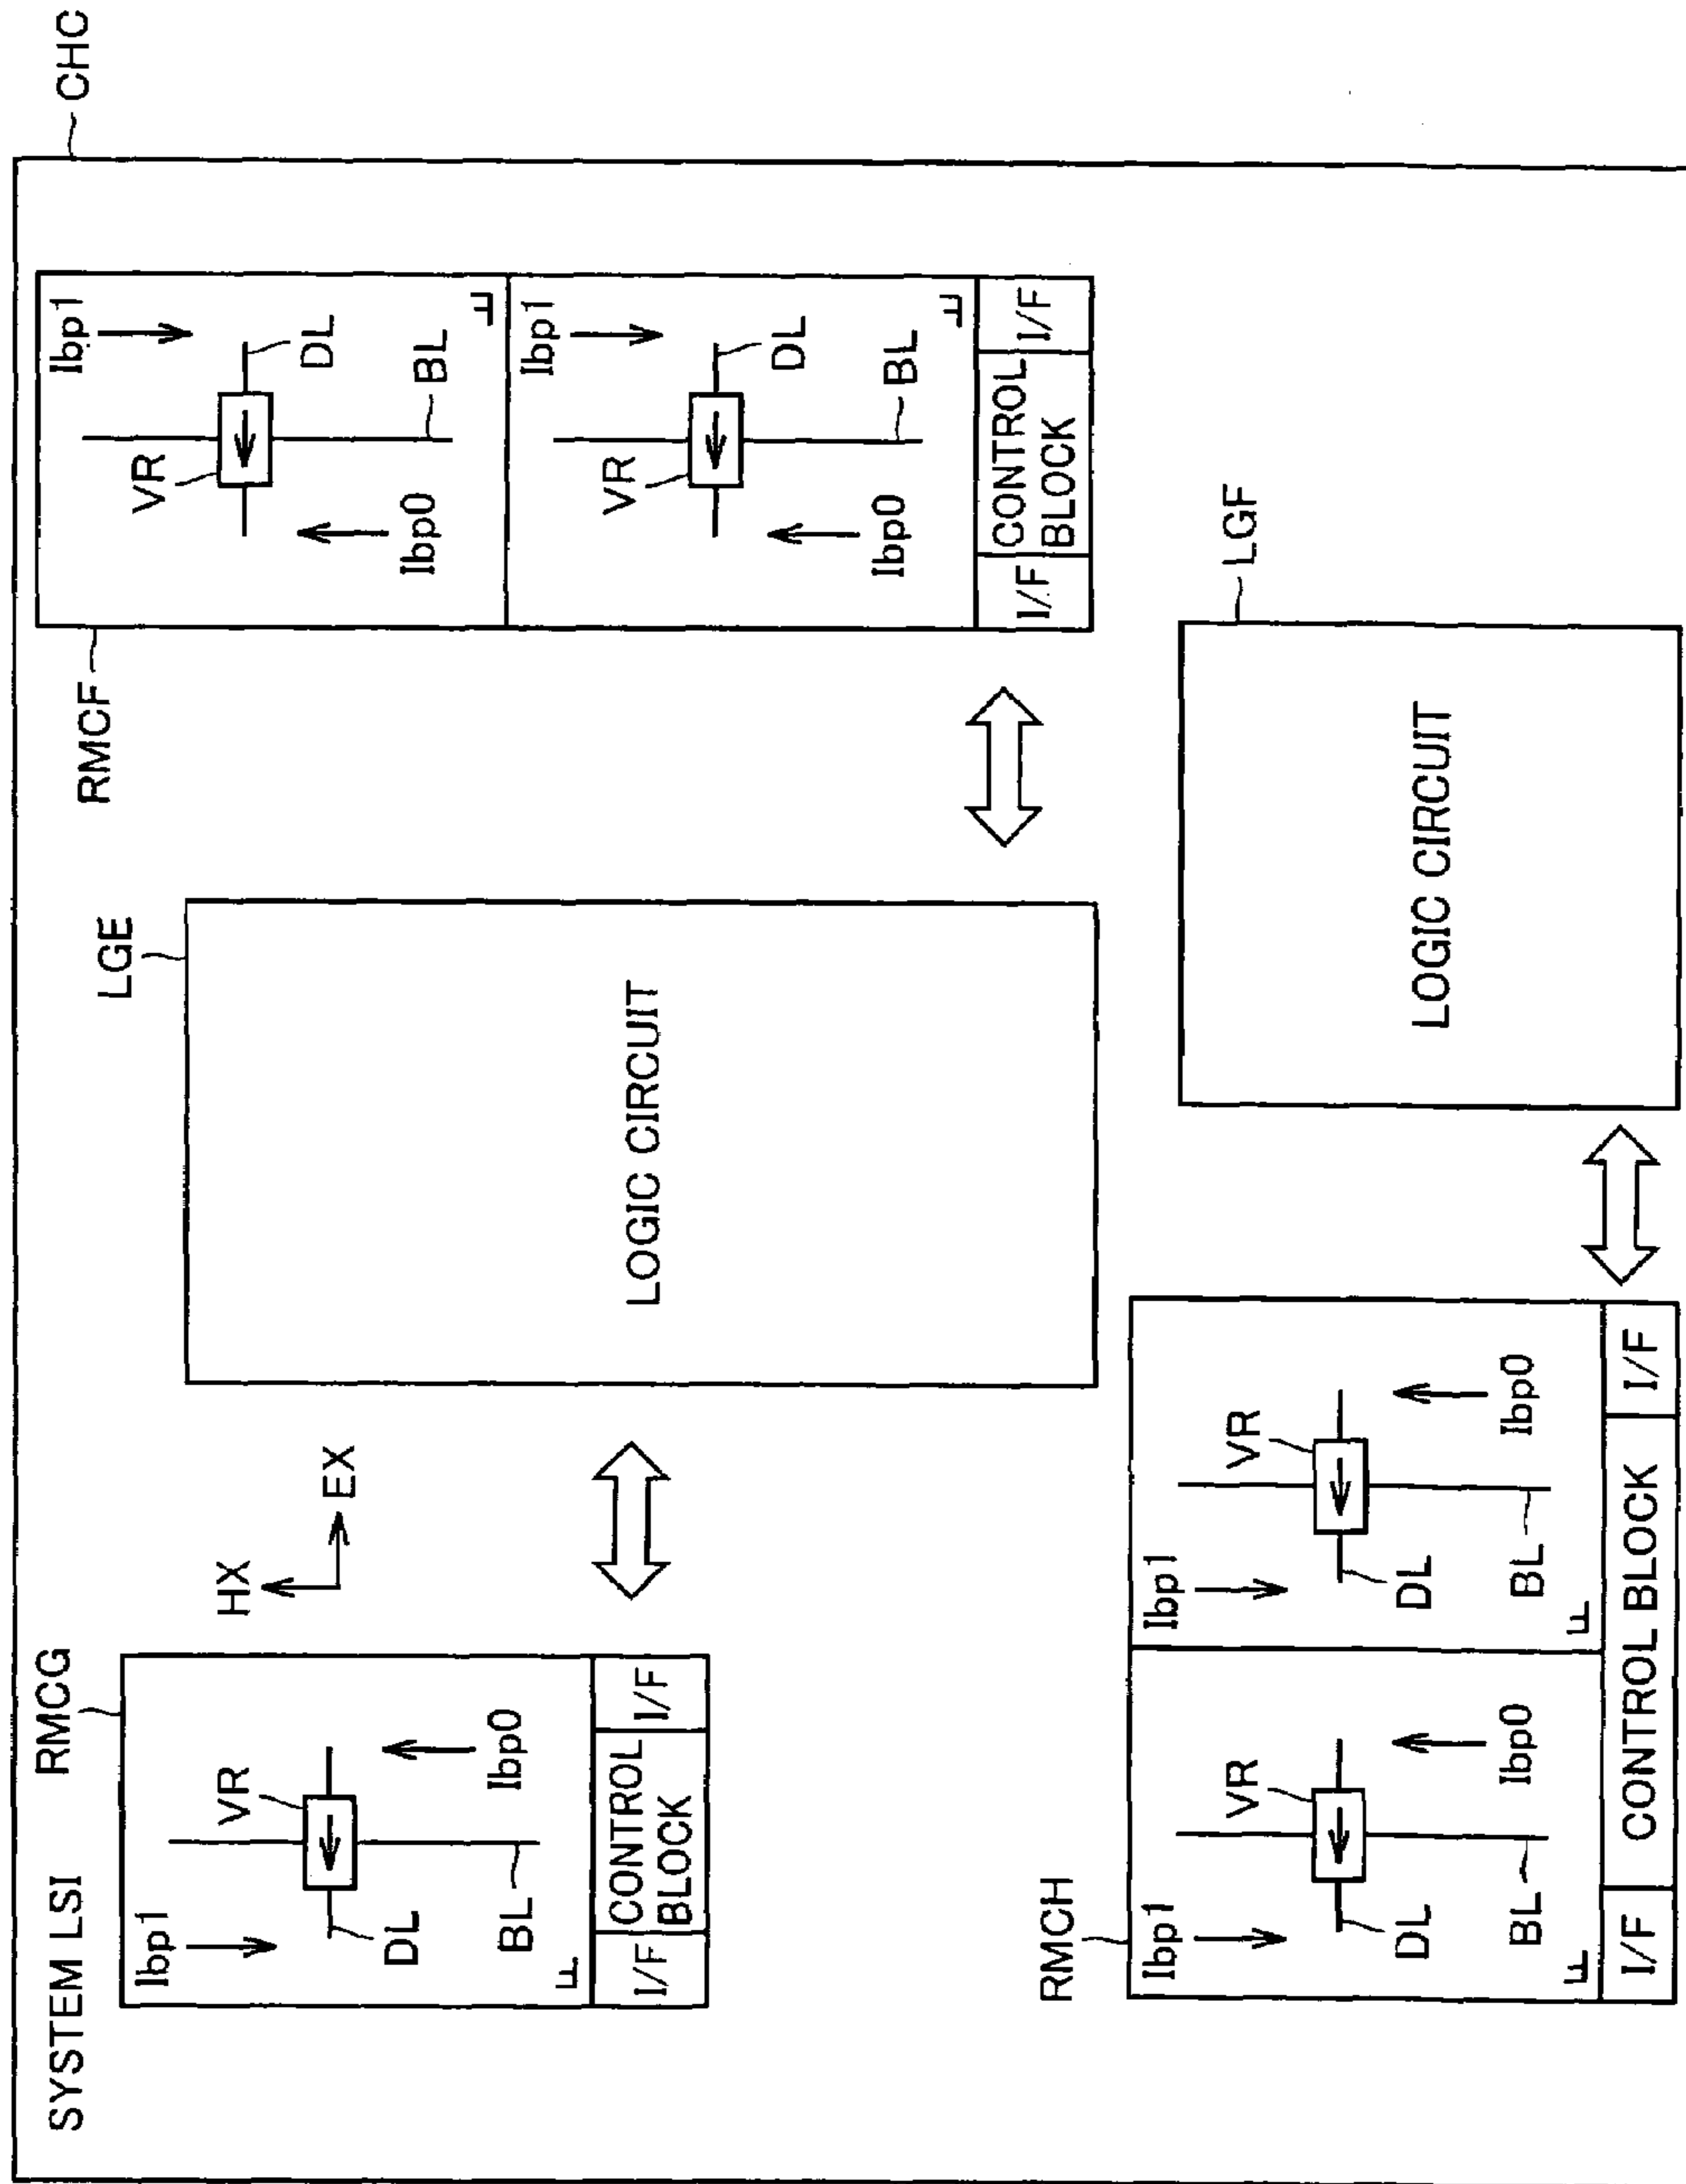 SYSTEM LSI
CHC
RMCG
Ibp1
VR
DL
BL
Ibp0
F
I/F
CONTROL
BLOCK
I/F
HX
EX
LGE
LOGIC CIRCUIT
RMCF
Ibp1
VR
DL
BL
Ibp0
F
Ibp1
VR
DL
BL
Ibp0
F
I/F
CONTROL
BLOCK
I/F
RMCH
Ibp1
VR
DL
BL
Ibp0
F
Ibp1
VR
DL
BL
Ibp0
F
I/F
CONTROL BLOCK
I/F
LGF
LOGIC CIRCUIT